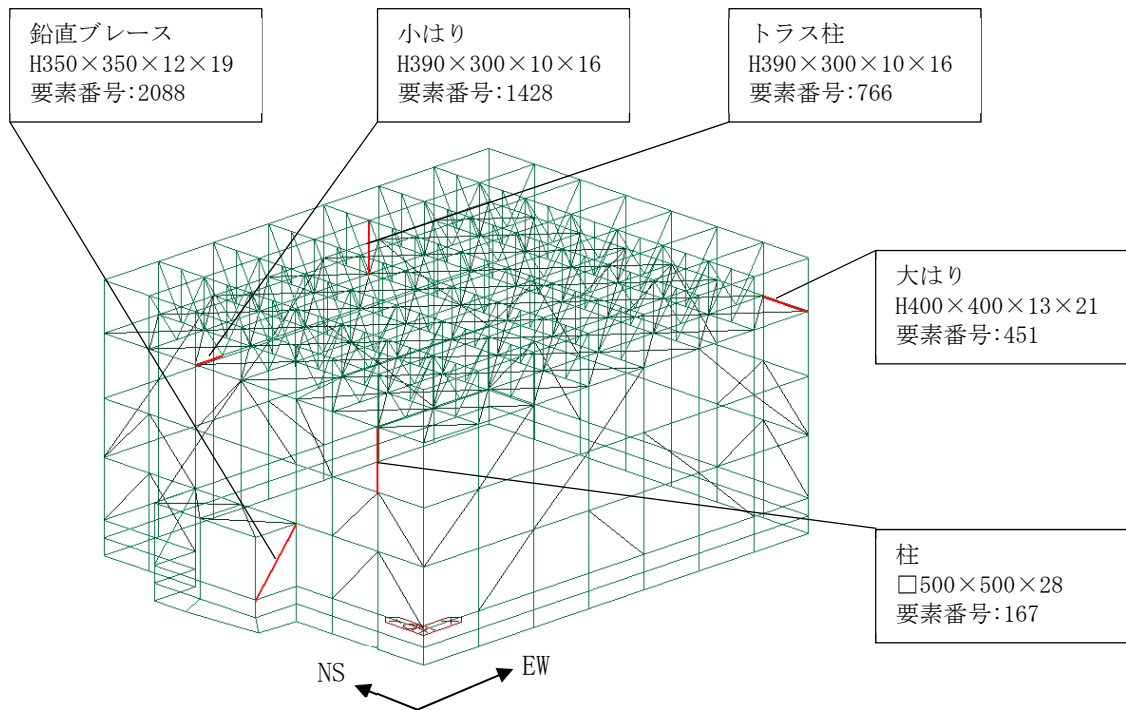 鉛直ブレース
H350×350×12×19
要素番号:2088
小はり
H390×300×10×16
要素番号:1428
トラス柱
H390×300×10×16
要素番号:766
大はり
H400×400×13×21
要素番号:451
柱
□500×500×28
要素番号:167
NS
EW